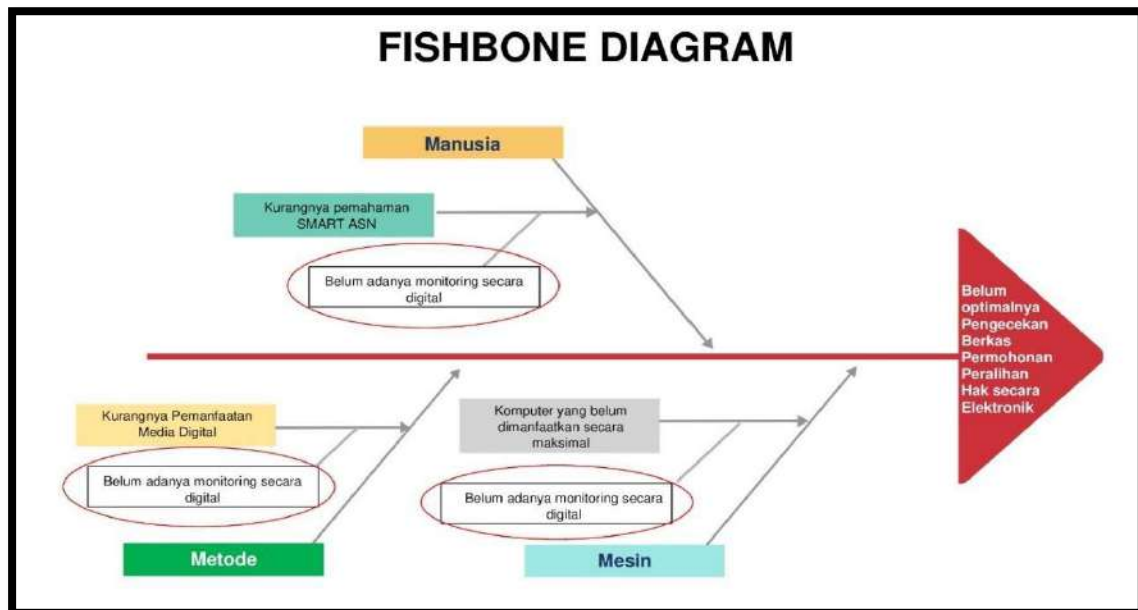 FISHBONE DIAGRAM
Manusia
Kurangnya pemahaman
SMART ASN
Belum adanya monitoring secara
digital
Belum
optimalnya
Pengecekan
Berkas
Permohonan
Peralihan
Hak secara
Elektronik
Kurangnya Pemanfaatan
Media Digital
Belum adanya monitoring secara
digital
Metode
Komputer yang belum
dimanfaatkan secara
maksimal
Belum adanya monitoring secara
digital
Mesin